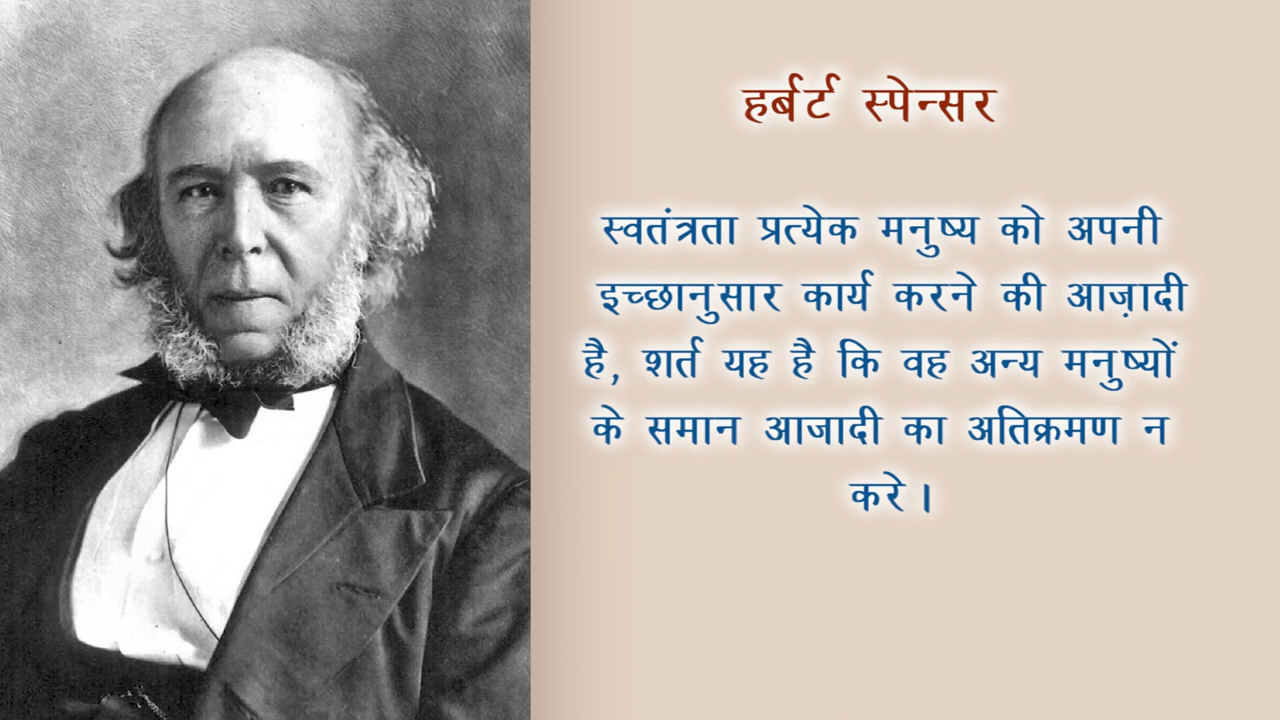 हर्बर्ट स्पेन्सर
स्वतंत्रता प्रत्येक मनुष्य को अपनी
इच्छानुसार कार्य करने की आज़ादी
है, शर्त यह है कि वह अन्य मनुष्यों
के समान आजादी का अतिक्रमण न
करे।